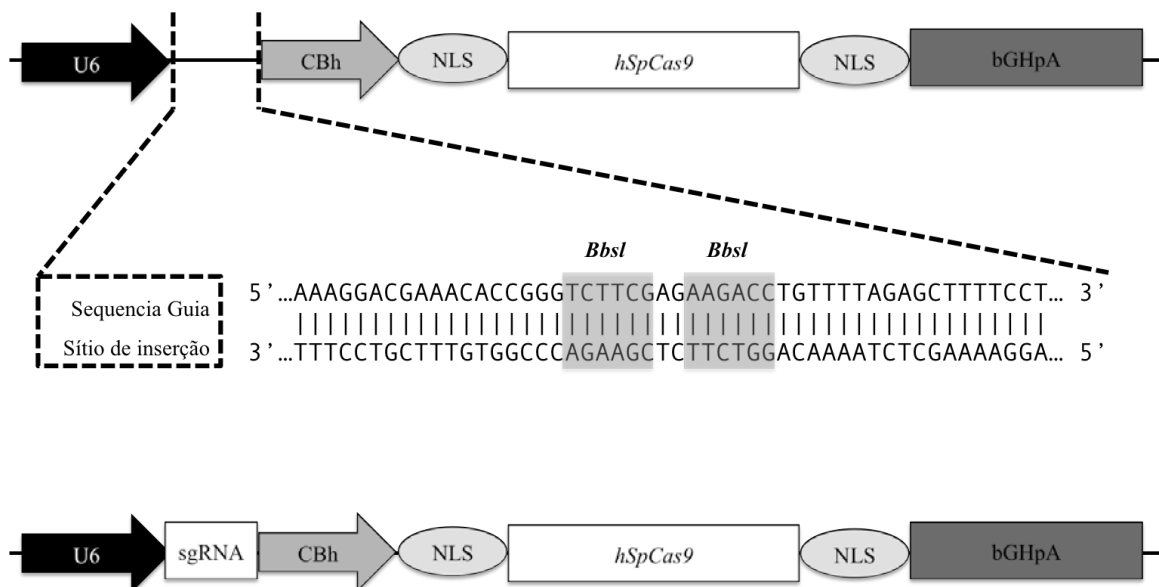 U6
CBh
NLS
hSpCas9
NLS
bGHpA
BbsI BbsI
Sequencia Guia
Sítio de inserção
5’…AAAGGACGAAACACCGGGTCTTCGAGAAGACCTGTTTTAGAGCTTTTCCT… 3’
3’…TTTCCTGCTTTGTGGCCCAGAAGCTCTTCTGGACAAAATCTCGAAAAGGA… 5’
U6
sgRNA
CBh
NLS
hSpCas9
NLS
bGHpA